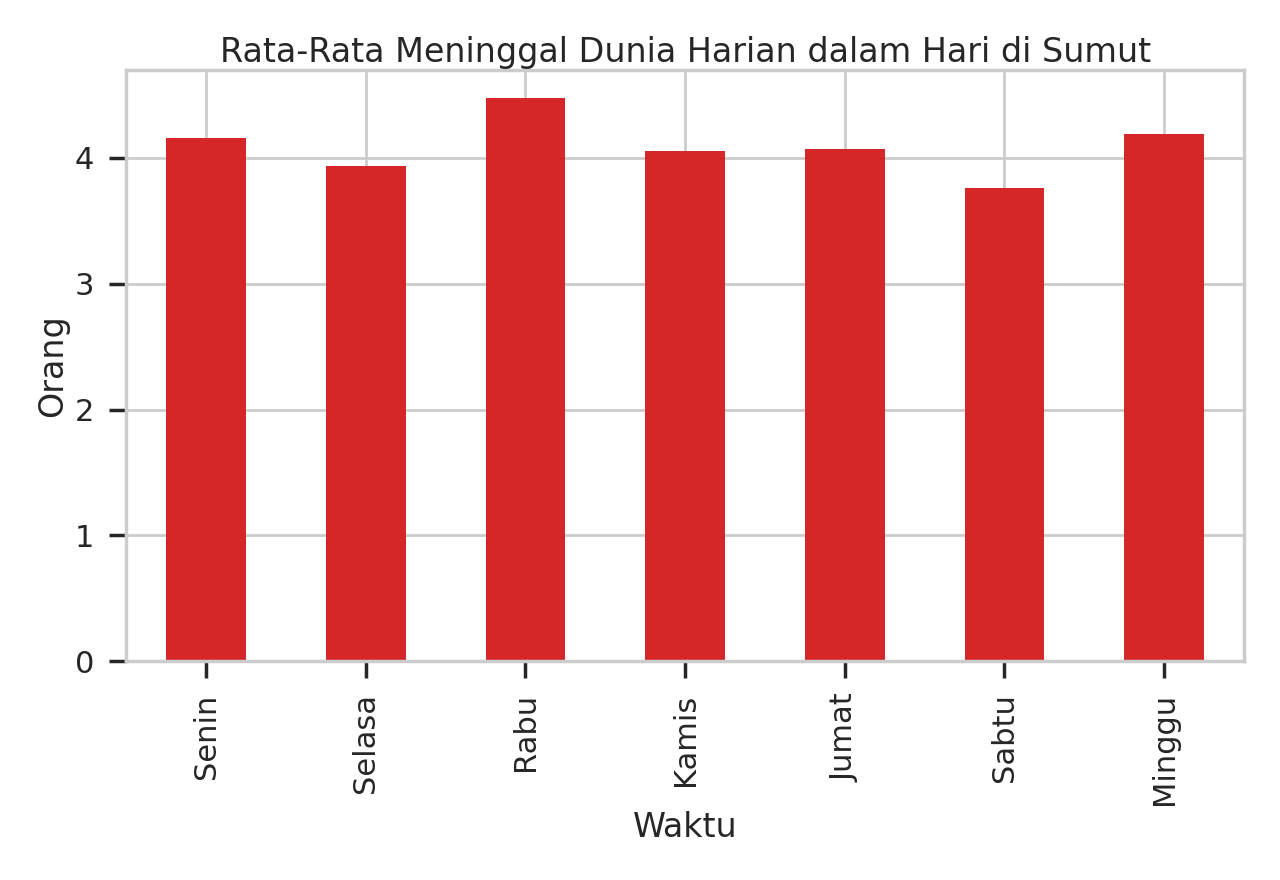 Rata-Rata Meninggal Dunia Harian dalam Hari di Sumut
Orang
4
3
2
1
0
Senin
Selasa
Rabu
Kamis
Jumat
Sabtu
Minggu
Waktu